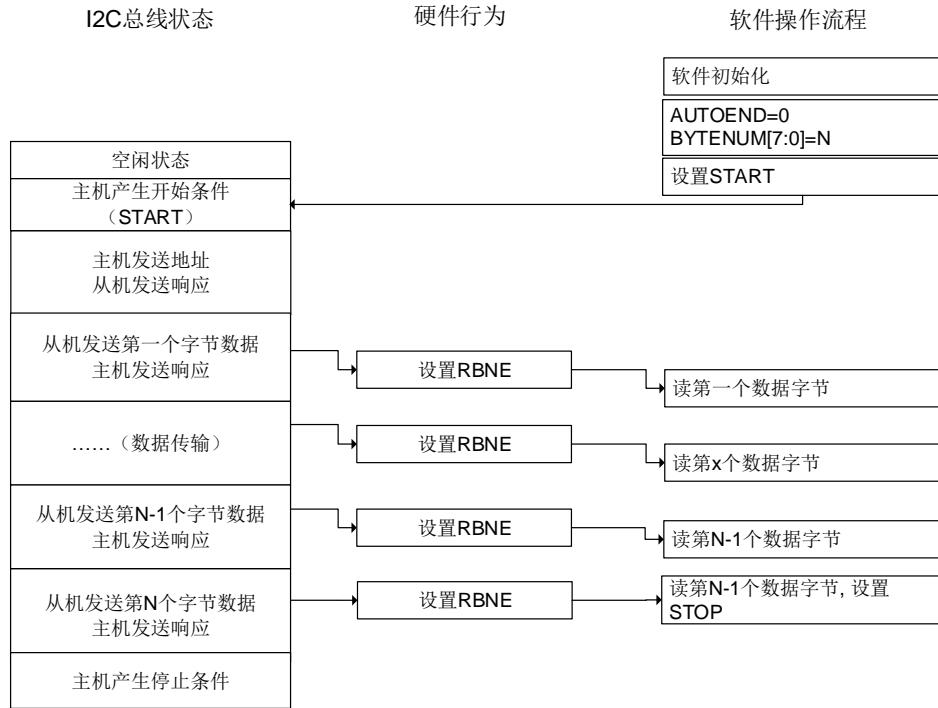 I2C总线状态
硬件行为
软件操作流程
软件初始化
AUTOEND=0
BYTENUM[7:0]=N
设置START
空闲状态
主机产生开始条件
（START）
主机发送地址
从机发送响应
从机发送第一个字节数据
主机发送响应
设置RBNE
读第一个数据字节
……（数据传输）
设置RBNE
读第x个数据字节
从机发送第N-1个字节数据
主机发送响应
设置RBNE
读第N-1个数据字节
从机发送第N个字节数据
主机发送响应
设置RBNE
读第N-1个数据字节, 设置
STOP
主机产生停止条件